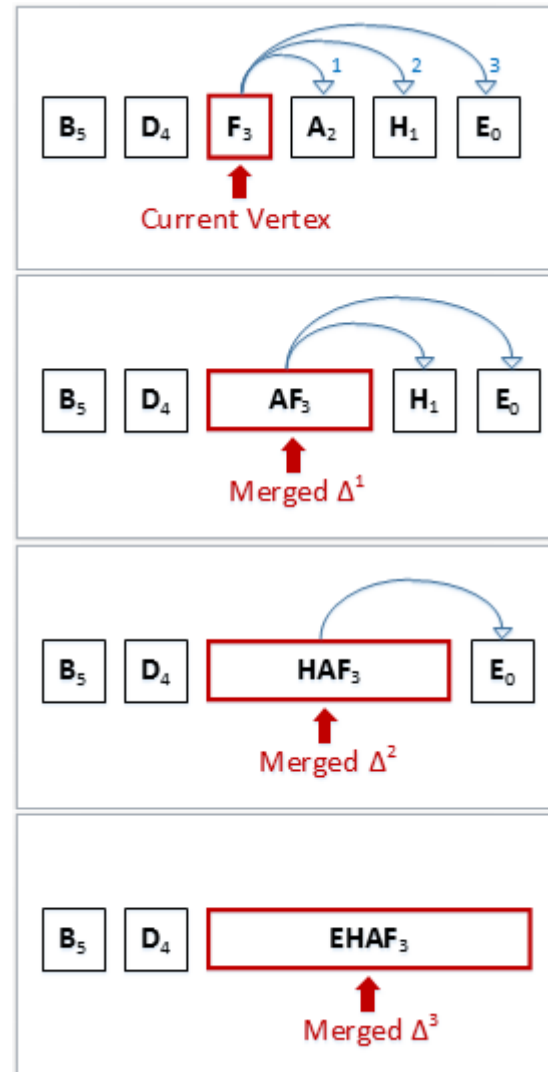 1 2 3
B₅ D₄ F₃ A₂ H₁ E₀
Current Vertex
B₅ D₄ AF₃ H₁ E₀
Merged Δ¹
B₅ D₄ HAF₃ E₀
Merged Δ²
B₅ D₄ EHAF₃
Merged Δ³